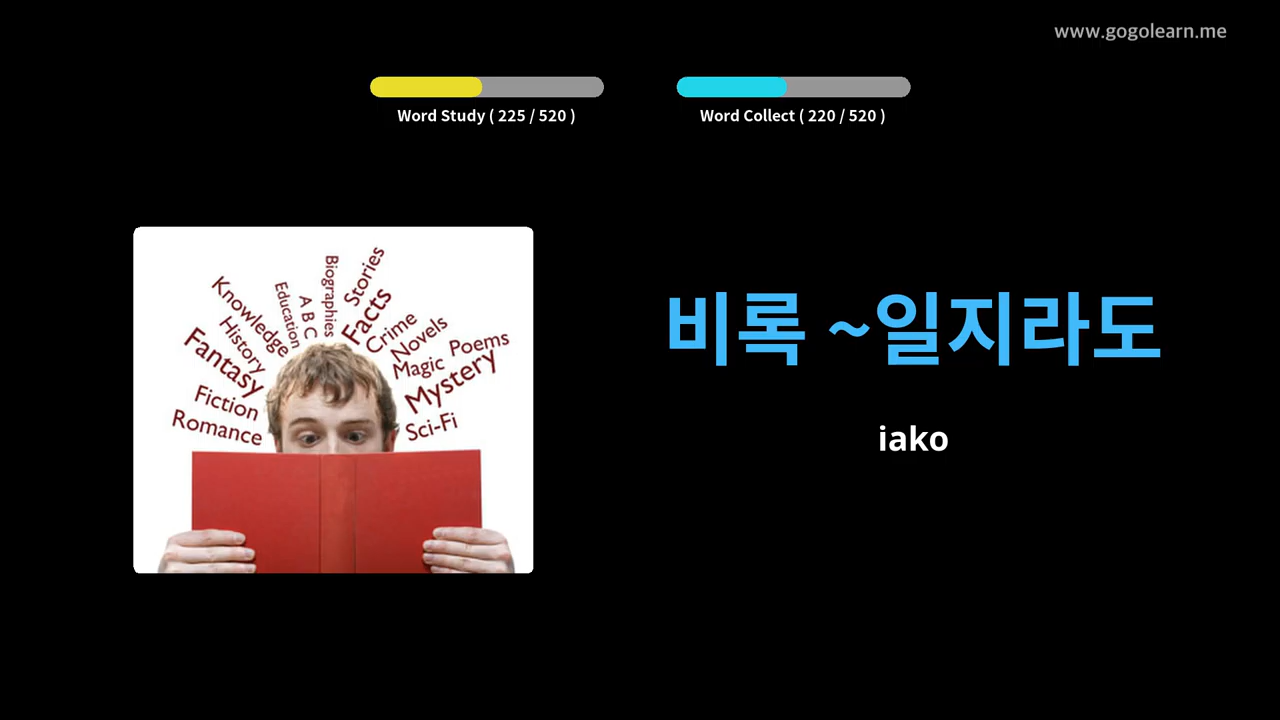 www.gogolearn.me
Word Study ( 225 / 520 )
Word Collect ( 220 / 520 )
비록 ~일지라도
iako
Romance
Fiction
Fantasy
History
Knowledge
Education
A B C
Biographies
Stories
Facts
Crime
Novels
Magic
Poems
Mystery
Sci-Fi